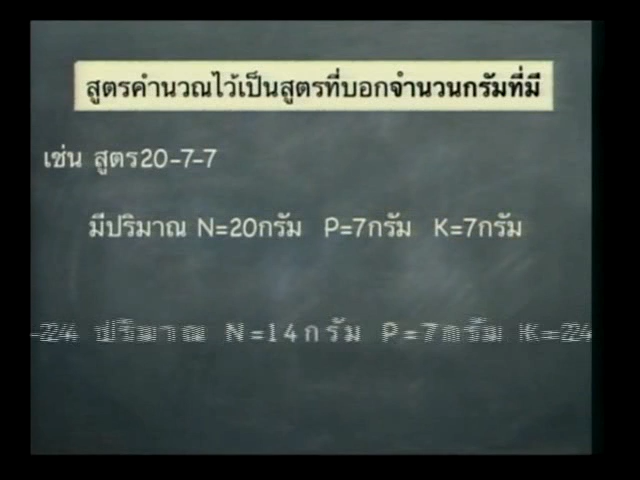 สูตรคำนวณไว้เป็นสูตรที่บอกจำนวนกรัมที่มี
เช่น สูตร20-7-7
มีปริมาณ N=20กรัม P=7กรัม K=7กรัม
-24 ปริมาณ N=14กรัม P=7กรัม K=24